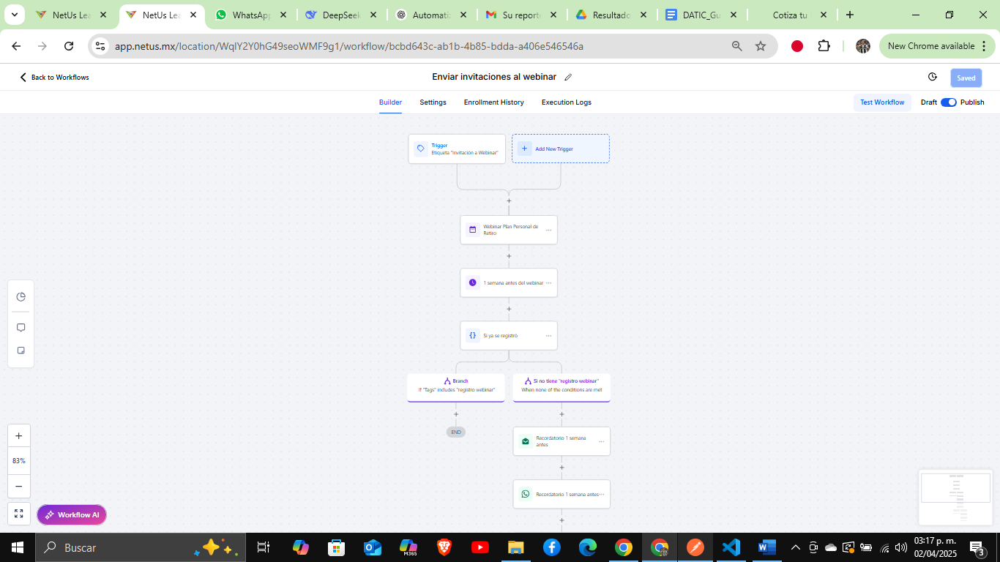 NetUs Lea
NetUs Lea
WhatsApp
DeepSeek
Automatiz
Su reporte
Resultado
DATIC_Gu
Cotiza tu
app.netus.mx/location/WqlY2Y0hG49seoWMF9g1/workflow/bcbd643c-ab1b-4b85-bdda-a406e546546a
New Chrome available
Back to Workflows
Enviar invitaciones al webinar
Saved
Builder
Settings
Enrollment History
Execution Logs
Test Workflow
Draft
Publish
Trigger
Etiqueta "Invitación a Webinar"
Add New Trigger
Webinar Plan Personal de
Retiro
1 semana antes del webinar
Si ya se registró
Branch
If "Tags" includes "registro webinar"
Si no tiene "registro webinar"
When none of the conditions are met
END
Recordatorio 1 semana
antes
Recordatorio 1 semana antes
83%
Workflow AI
Buscar
M365
03:17 p. m.
02/04/2025
3